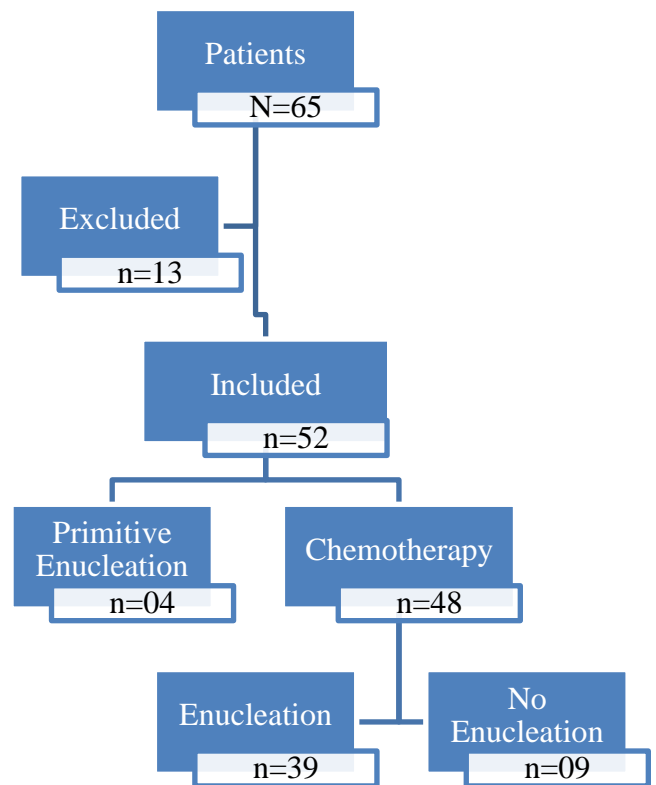 Patients
N=65
Excluded
n=13
Included
n=52
Primitive
Enucleation
n=04
Chemotherapy
n=48
Enucleation
n=39
No
Enucleation
n=09